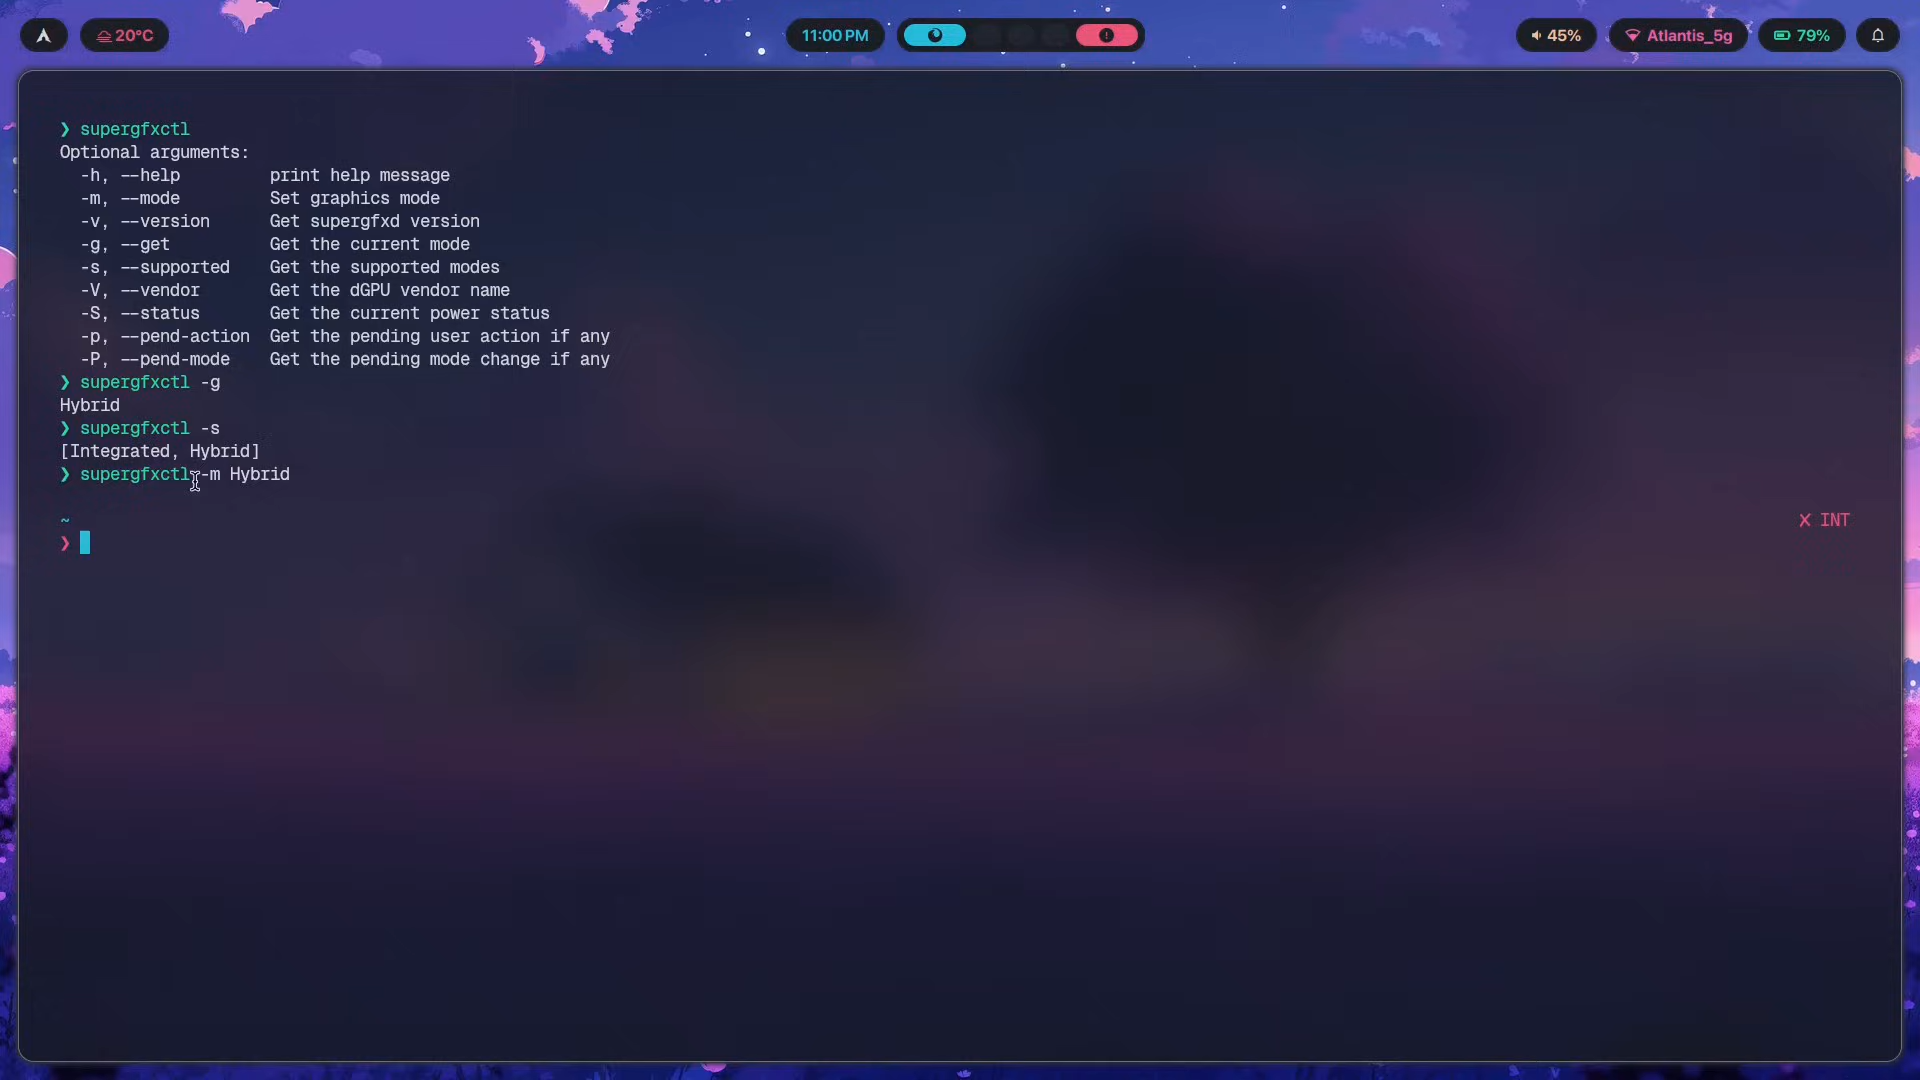 20°C
11:00 PM
45%
Atlantis_5g
79%
❯ supergfxctl
Optional arguments:
-h, --help print help message
-m, --mode Set graphics mode
-v, --version Get supergfxd version
-g, --get Get the current mode
-s, --supported Get the supported modes
-V, --vendor Get the dGPU vendor name
-S, --status Get the current power status
-p, --pend-action Get the pending user action if any
-P, --pend-mode Get the pending mode change if any
❯ supergfxctl -g
Hybrid
❯ supergfxctl -s
[Integrated, Hybrid]
❯ supergfxctl -m Hybrid
~ ✗ INT
❯